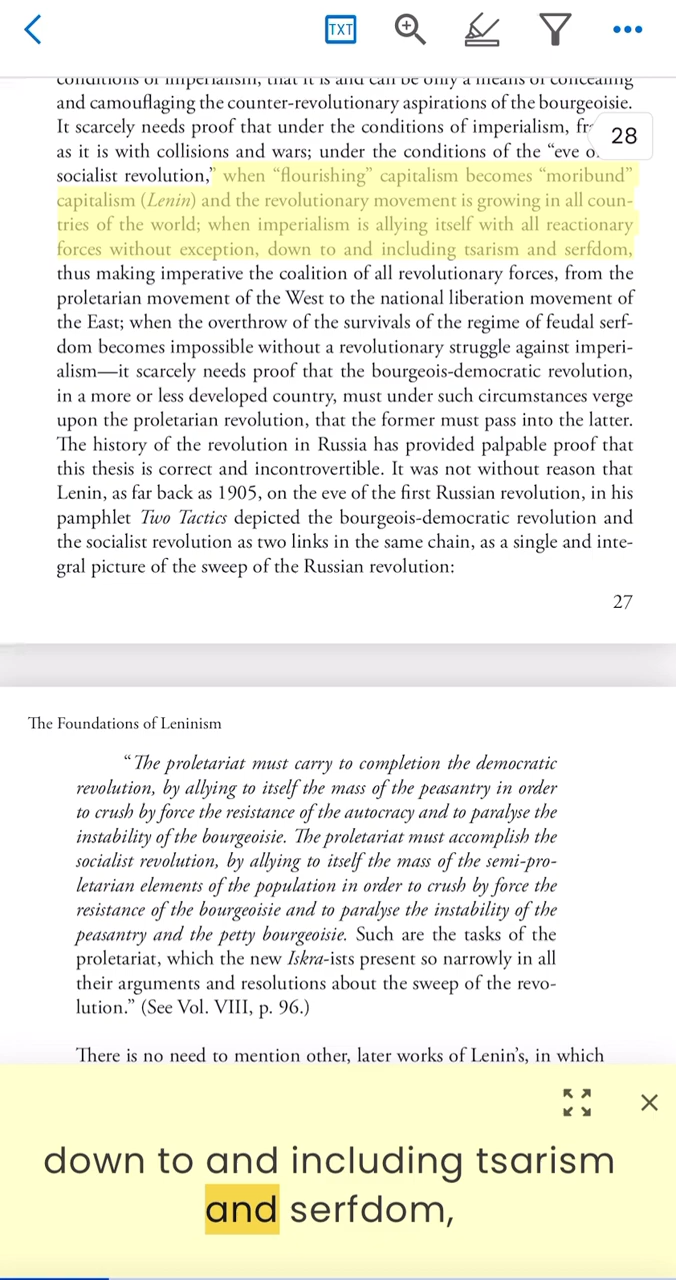 TXT
conditions of imperialism, that it is and can be only a means of concealing
and camouflaging the counter-revolutionary aspirations of the bourgeoisie.
It scarcely needs proof that under the conditions of imperialism,
28
as it is with collisions and wars; under the conditions of the “eve
socialist revolution,” when “flourishing” capitalism becomes “moribund”
capitalism (Lenin) and the revolutionary movement is growing in all coun-
tries of the world; when imperialism is allying itself with all reactionary
forces without exception, down to and including tsarism and serfdom,
thus making imperative the coalition of all revolutionary forces, from the
proletarian movement of the West to the national liberation movement of
the East; when the overthrow of the survivals of the regime of feudal serf-
dom becomes impossible without a revolutionary struggle against imperi-
alism—it scarcely needs proof that the bourgeois-democratic revolution,
in a more or less developed country, must under such circumstances verge
upon the proletarian revolution, that the former must pass into the latter.
The history of the revolution in Russia has provided palpable proof that
this thesis is correct and incontrovertible. It was not without reason that
Lenin, as far back as 1905, on the eve of the first Russian revolution, in his
pamphlet Two Tactics depicted the bourgeois-democratic revolution and
the socialist revolution as two links in the same chain, as a single and inte-
gral picture of the sweep of the Russian revolution:
27
The Foundations of Leninism
“The proletariat must carry to completion the democratic
revolution, by allying to itself the mass of the peasantry in order
to crush by force the resistance of the autocracy and to paralyse the
instability of the bourgeoisie. The proletariat must accomplish the
socialist revolution, by allying to itself the mass of the semi-pro-
letarian elements of the population in order to crush by force the
resistance of the bourgeoisie and to paralyse the instability of the
peasantry and the petty bourgeoisie. Such are the tasks of the
proletariat, which the new Iskra-ists present so narrowly in all
their arguments and resolutions about the sweep of the revo-
lution.” (See Vol. VIII, p. 96.)
There is no need to mention other, later works of Lenin’s, in which
down to and including tsarism
and serfdom,